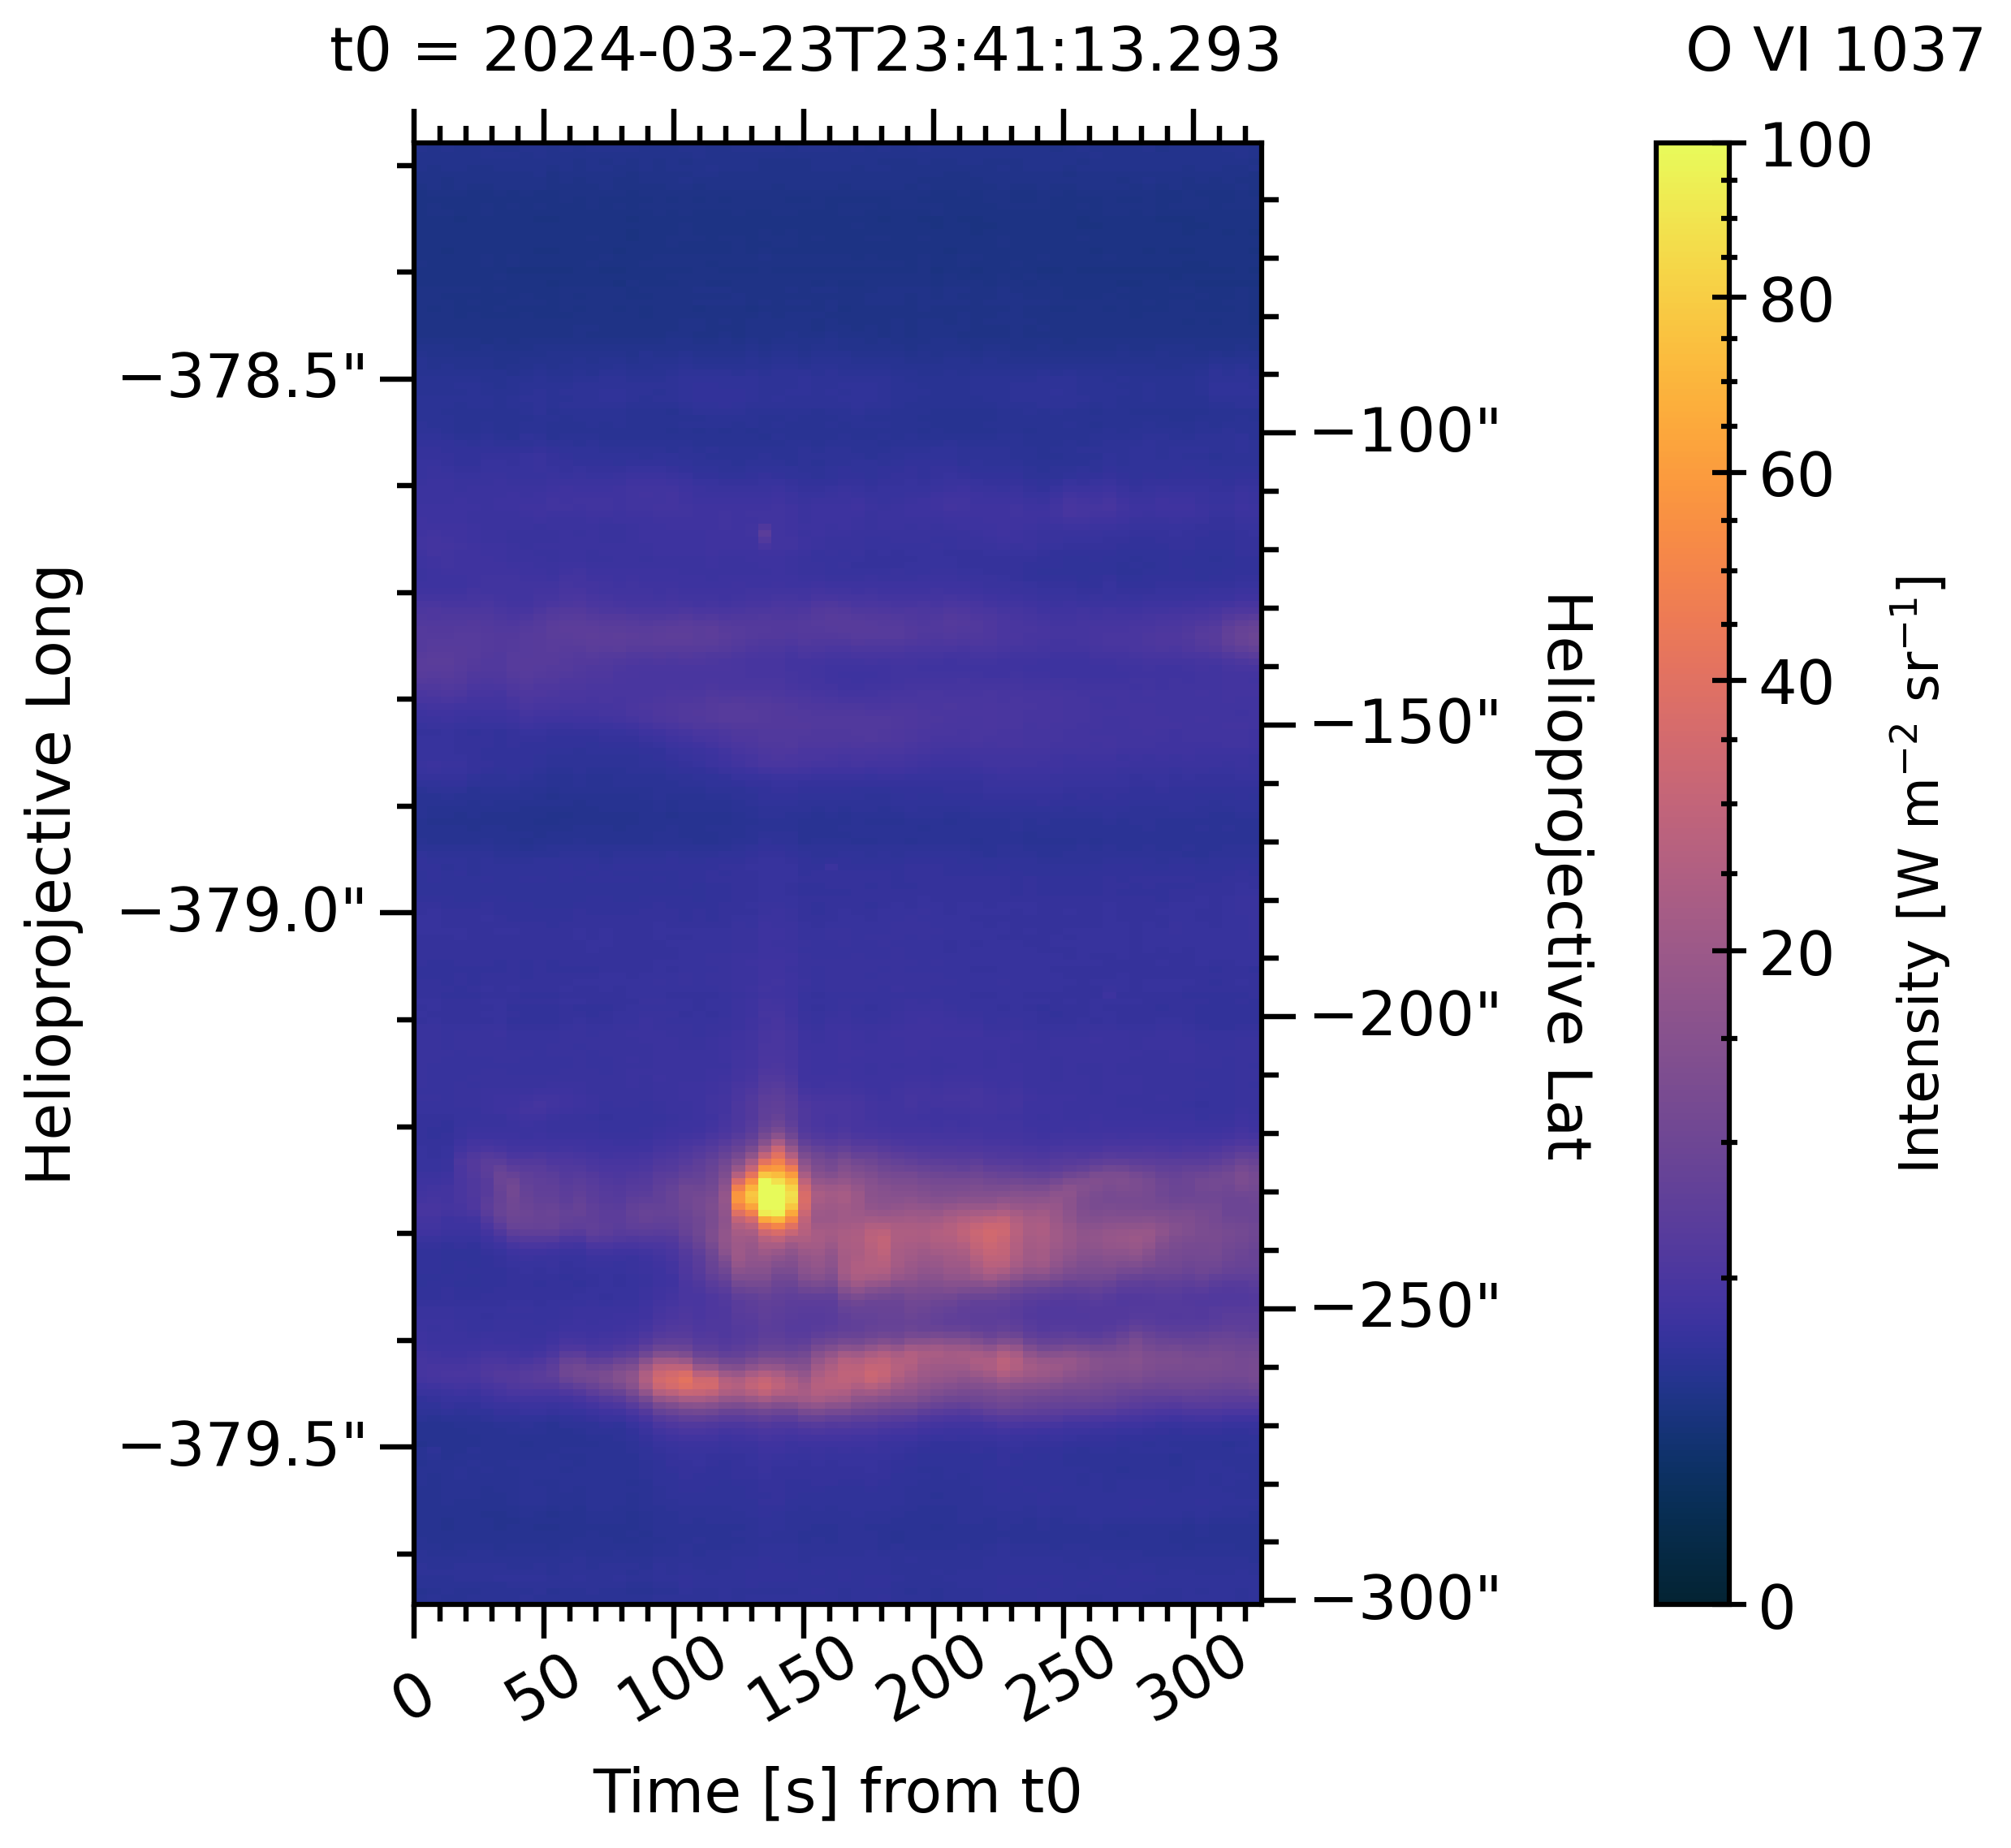 t0 = 2024-03-23T23:41:13.293
O VI 1037
Helioprojective Long
−378.5"
−379.0"
−379.5"
−100"
−150"
−200"
−250"
−300"
Helioprojective Lat
100
80
60
40
20
0
Intensity [W m⁻² sr⁻¹]
0 50 100 150 200 250 300
Time [s] from t0